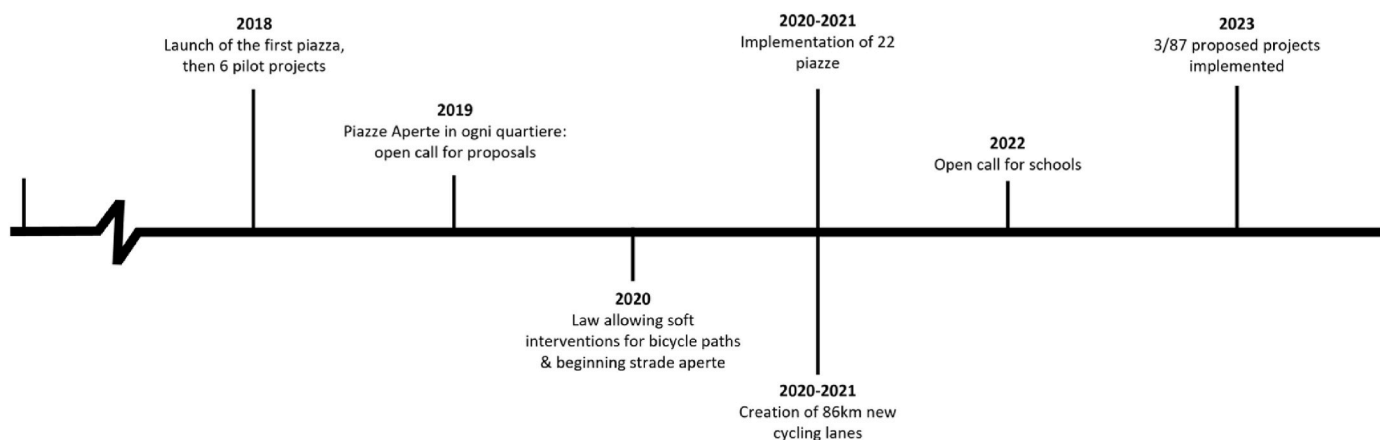 2018
Launch of the first piazza,
then 6 pilot projects
2019
Piazze Aperte in ogni quartiere:
open call for proposals
2020
Law allowing soft
interventions for bicycle paths
& beginning strade aperte
2020-2021
Implementation of 22
piazze
2020-2021
Creation of 86km new
cycling lanes
2022
Open call for schools
2023
3/87 proposed projects
implemented